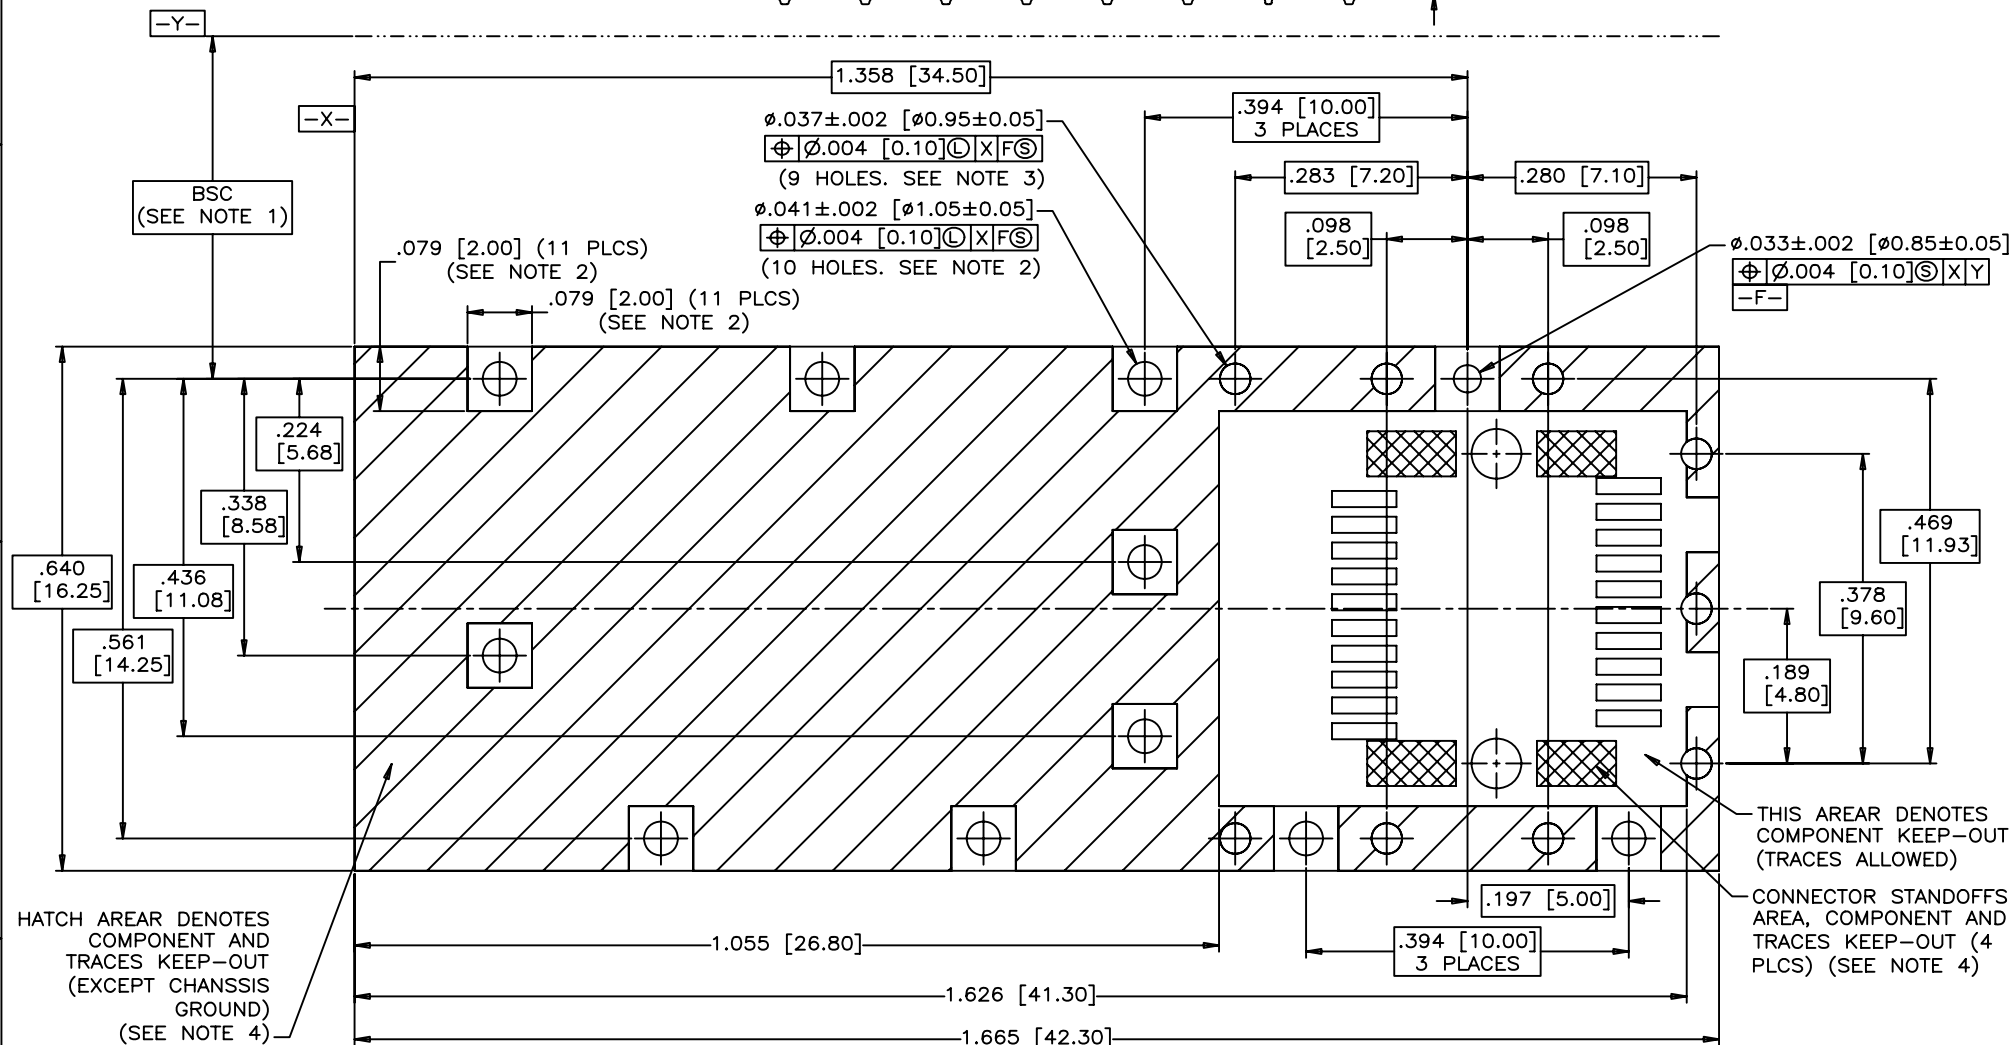 -Y-
1.358 [34.50]
-X-
.394 [10.00]
3 PLACES
ø.037±.002 [ø0.95±0.05]
⌖ Ø.004 [0.10]Ⓛ X FⓈ
(9 HOLES. SEE NOTE 3)
.283 [7.20]
.280 [7.10]
BSC
(SEE NOTE 1)
ø.041±.002 [ø1.05±0.05]
⌖ Ø.004 [0.10]Ⓛ X FⓈ
(10 HOLES. SEE NOTE 2)
.098
[2.50]
.098
[2.50]
ø.033±.002 [ø0.85±0.05]
⌖ Ø.004 [0.10]Ⓢ X Y
-F-
.079 [2.00] (11 PLCS)
(SEE NOTE 2)
.079 [2.00] (11 PLCS)
(SEE NOTE 2)
.224
[5.68]
.338
[8.58]
.436
[11.08]
.640
[16.25]
.561
[14.25]
.469
[11.93]
.378
[9.60]
.189
[4.80]
THIS AREAR DENOTES
COMPONENT KEEP-OUT
(TRACES ALLOWED)
CONNECTOR STANDOFFS
AREA, COMPONENT AND
TRACES KEEP-OUT (4
PLCS) (SEE NOTE 4)
.197 [5.00]
HATCH AREAR DENOTES
COMPONENT AND
TRACES KEEP-OUT
(EXCEPT CHANSSIS
GROUND)
(SEE NOTE 4)
1.055 [26.80]
.394 [10.00]
3 PLACES
1.626 [41.30]
1.665 [42.30]